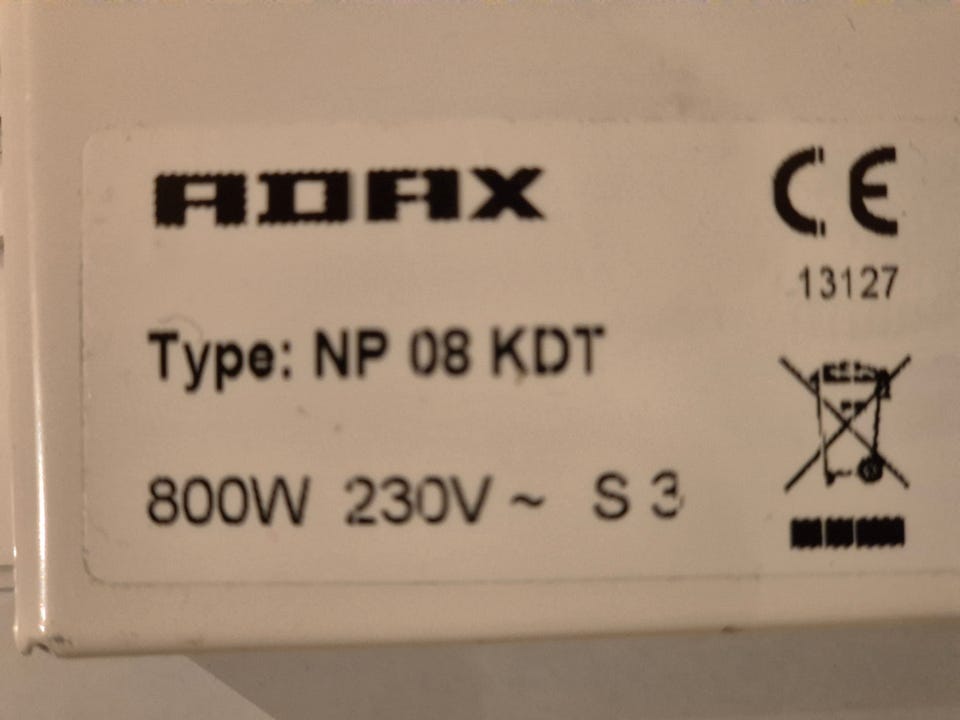 ADAX
CE
13127
Type: NP 08 KDT
800W 230V ~ S 3